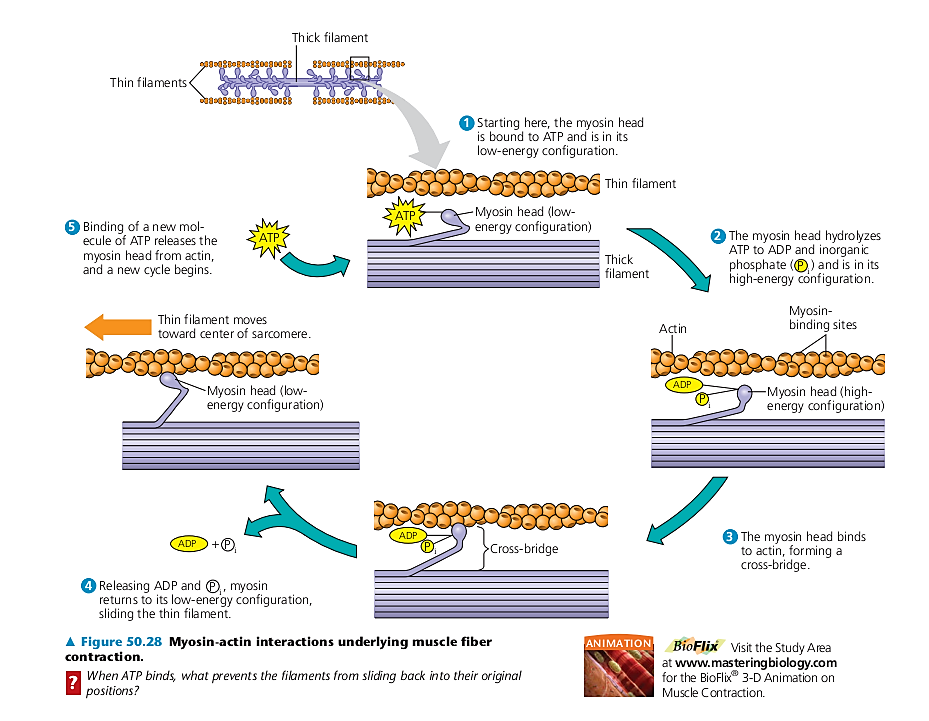 Thick filament
Thin filaments
1 Starting here, the myosin head
is bound to ATP and is in its
low-energy configuration.
Thin filament
ATP
Myosin head (low-
energy configuration)
Thick
filament
5 Binding of a new mol-
ecule of ATP releases the
myosin head from actin,
and a new cycle begins.
ATP
2 The myosin head hydrolyzes
ATP to ADP and inorganic
phosphate (Pi) and is in its
high-energy configuration.
Thin filament moves
toward center of sarcomere.
Myosin head (low-
energy configuration)
Actin
Myosin-
binding sites
ADP
Pi
Myosin head (high-
energy configuration)
3 The myosin head binds
to actin, forming a
cross-bridge.
ADP
Pi
Cross-bridge
ADP + Pi
4 Releasing ADP and Pi, myosin
returns to its low-energy configuration,
sliding the thin filament.
▲ Figure 50.28 Myosin-actin interactions underlying muscle fiber
contraction.
? When ATP binds, what prevents the filaments from sliding back into their original
positions?
ANIMATION
BioFlix Visit the Study Area
at www.masteringbiology.com
for the BioFlix® 3-D Animation on
Muscle Contraction.